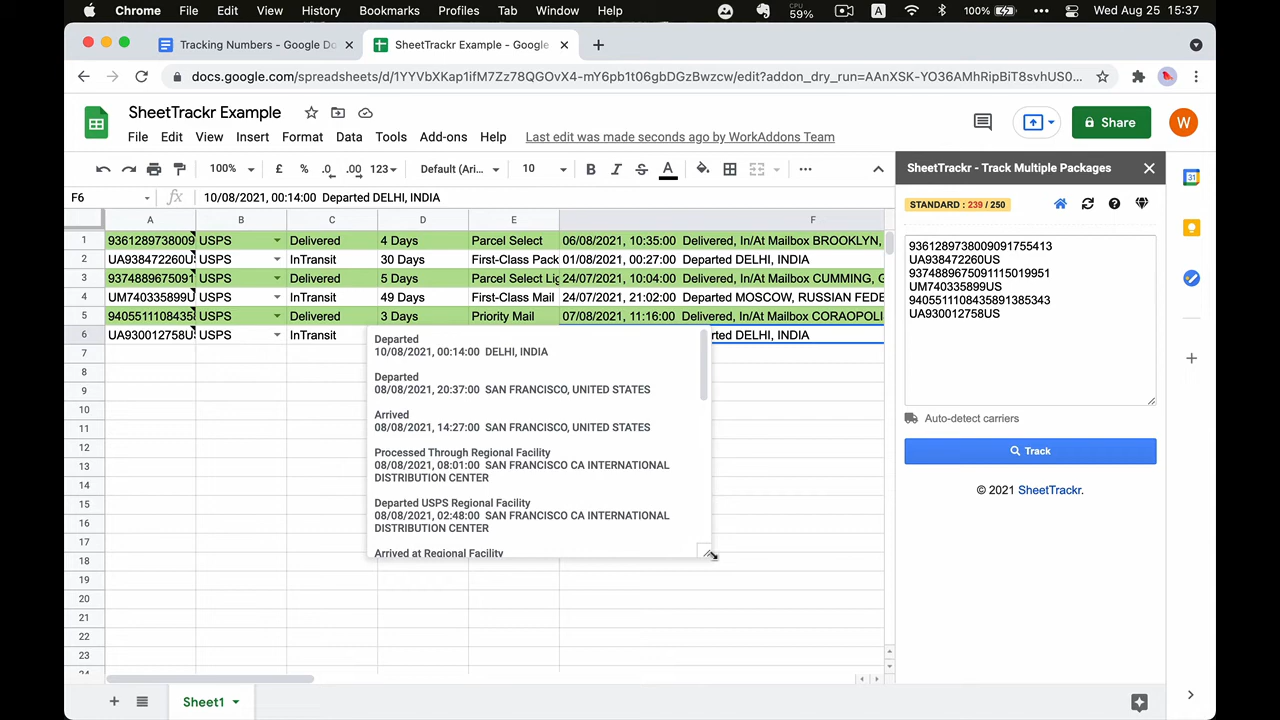 Chrome File Edit View History Bookmarks Profiles Tab Window Help CPU 59% A 100% Wed Aug 25 15:37
Tracking Numbers - Google Do
SheetTrackr Example - Google
docs.google.com/spreadsheets/d/1YYVbXKap1ifM7Zz78QGOvX4-mY6pb1t06gbDGzBwzcw/edit?addon_dry_run=AAnXSK-YO36AMhRipBiT8svhUS0...
SheetTrackr Example
Share
W
File Edit View Insert Format Data Tools Add-ons Help Last edit was made seconds ago by WorkAddons Team
100% £ % .0 .00 123 Default (Ari... 10 B I S A
F6 fx 10/08/2021, 00:14:00 Departed DELHI, INDIA
A B C D E F
1 9361289738009 USPS Delivered 4 Days Parcel Select 06/08/2021, 10:35:00 Delivered, In/At Mailbox BROOKLYN,
2 UA938472260U USPS InTransit 30 Days First-Class Pack 01/08/2021, 00:27:00 Departed DELHI, INDIA
3 9374889675091 USPS Delivered 5 Days Parcel Select Lig 24/07/2021, 10:04:00 Delivered, In/At Mailbox CUMMING, G
4 UM740335899U USPS InTransit 49 Days First-Class Mail 24/07/2021, 21:02:00 Departed MOSCOW, RUSSIAN FEDE
5 9405511108435 USPS Delivered 3 Days Priority Mail 07/08/2021, 11:16:00 Delivered, In/At Mailbox CORAOPOLI
6 UA930012758U USPS InTransit rted DELHI, INDIA
7
8
9
10
11
12
13
14
15
16
17
18
19
20
21
22
23
24
Departed
10/08/2021, 00:14:00 DELHI, INDIA
Departed
08/08/2021, 20:37:00 SAN FRANCISCO, UNITED STATES
Arrived
08/08/2021, 14:27:00 SAN FRANCISCO, UNITED STATES
Processed Through Regional Facility
08/08/2021, 08:01:00 SAN FRANCISCO CA INTERNATIONAL
DISTRIBUTION CENTER
Departed USPS Regional Facility
08/08/2021, 02:48:00 SAN FRANCISCO CA INTERNATIONAL
DISTRIBUTION CENTER
Arrived at Regional Facility
Sheet1
SheetTrackr - Track Multiple Packages
STANDARD : 239 / 250
9361289738009091755413
UA938472260US
9374889675091115019951
UM740335899US
9405511108435891385343
UA930012758US
Auto-detect carriers
Track
© 2021 SheetTrackr.
31